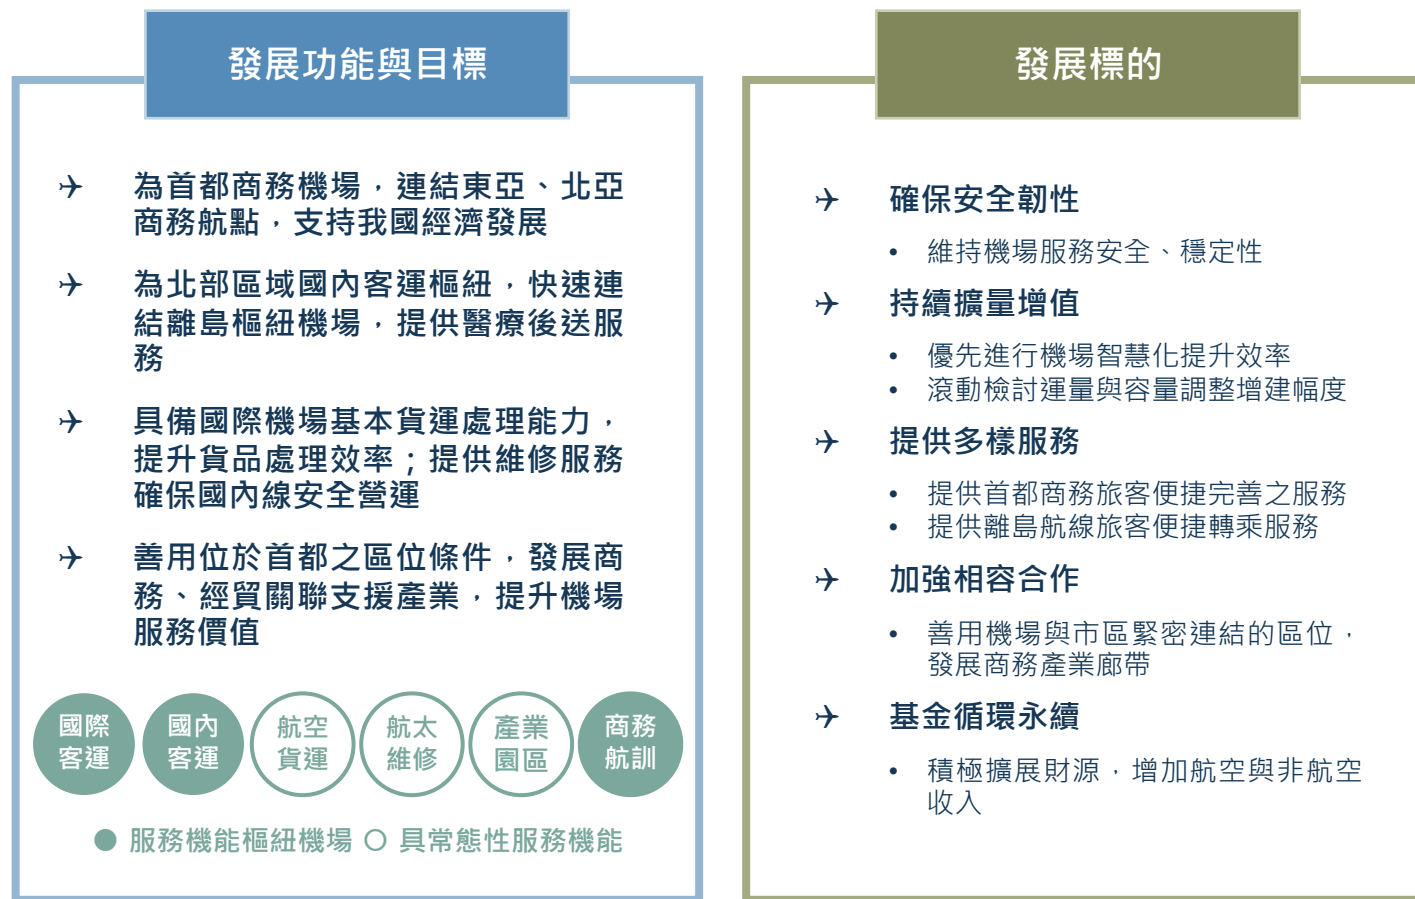 發展功能與目標
為首都商務機場，連結東亞、北亞
商務航點，支持我國經濟發展
為北部區域國內客運樞紐，快速連
結離島樞紐機場，提供醫療後送服
務
具備國際機場基本貨運處理能力，
提升貨品處理效率；提供維修服務
確保國內線安全營運
善用位於首都之區位條件，發展商
務、經貿關聯支援產業，提升機場
服務價值
國際
客運
國內
客運
航空
貨運
航太
維修
產業
園區
商務
航訓
● 服務機能樞紐機場 ○ 具常態性服務機能
發展標的
確保安全韌性
• 維持機場服務安全、穩定性
持續擴量增值
• 優先進行機場智慧化提升效率
• 滾動檢討運量與容量調整增建幅度
提供多樣服務
• 提供首都商務旅客便捷完善之服務
• 提供離島航線旅客便捷轉乘服務
加強相容合作
• 善用機場與市區緊密連結的區位，
發展商務產業廊帶
基金循環永續
• 積極擴展財源，增加航空與非航空
收入